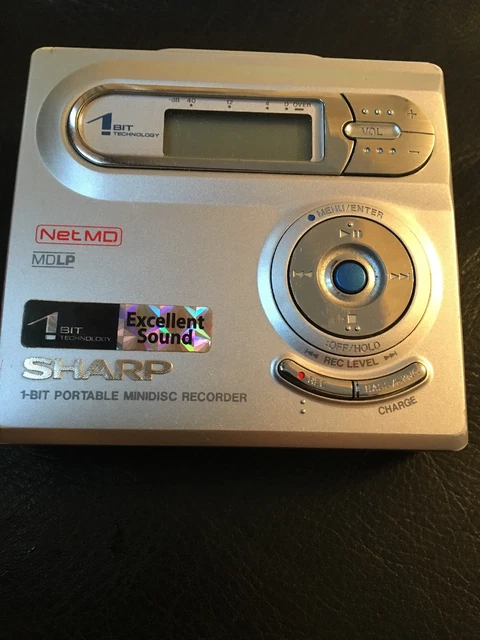 -dB 40 12 4 0 OVER
1 BIT
TECHNOLOGY
VOL
+
−
MENU/ENTER
Net MD
MDLP
1 BIT
TECHNOLOGY
Excellent
Sound
:OFF/HOLD
REC LEVEL
SHARP
1-BIT PORTABLE MINIDISC RECORDER
CHARGE